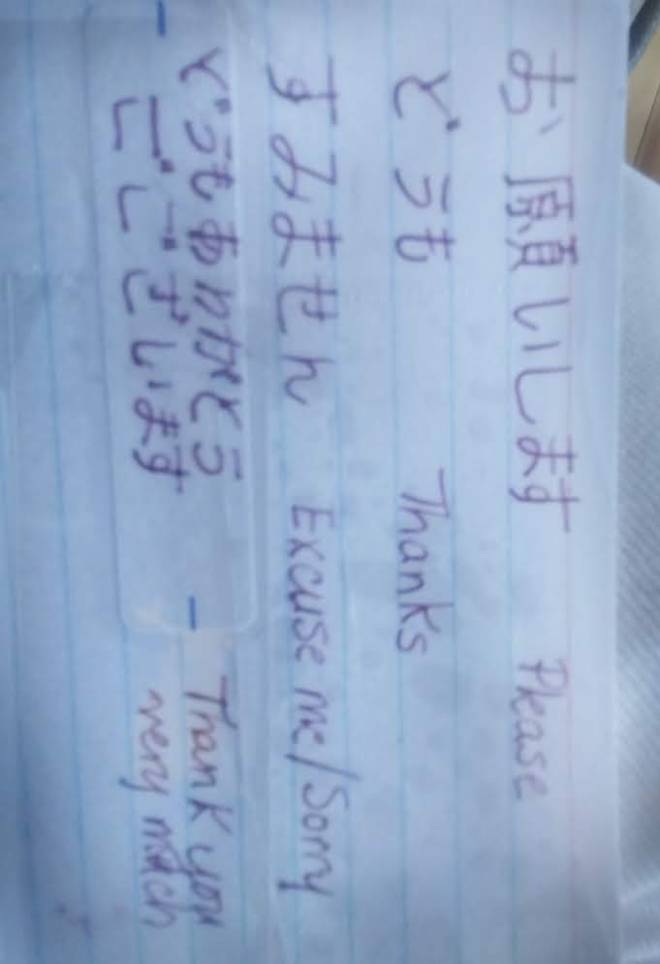 お願いします Please
どうも Thanks
すみません Excuse me/Sorry
どうもありがとう Thank you
ございます very much